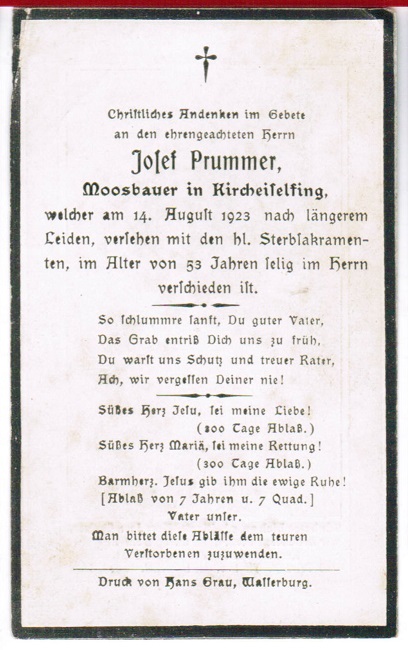 Christliches Andenken im Gebete
an den ehrengeachteten Herrn
Josef Prummer,
Moosbauer in Kircheiselfing,
welcher am 14. August 1923 nach längerem
Leiden, versehen mit den hl. Sterbsakramen-
ten, im Alter von 53 Jahren selig im Herrn
verschieden ist.
So schlummre sanft, Du guter Vater,
Das Grab entriß Dich uns zu früh,
Du warst uns Schutz und treuer Rater,
Ach, wir vergessen Deiner nie!
Süßes Herz Jesu, sei meine Liebe!
(300 Tage Ablaß.)
Süßes Herz Mariä, sei meine Rettung!
(300 Tage Ablaß.)
Barmherz. Jesus gib ihm die ewige Ruhe!
[Ablaß von 7 Jahren u. 7 Quad.]
Vater unser.
Man bittet diese Ablässe dem teuren
Verstorbenen zuzuwenden.
Druck von Hans Grau, Wasserburg.